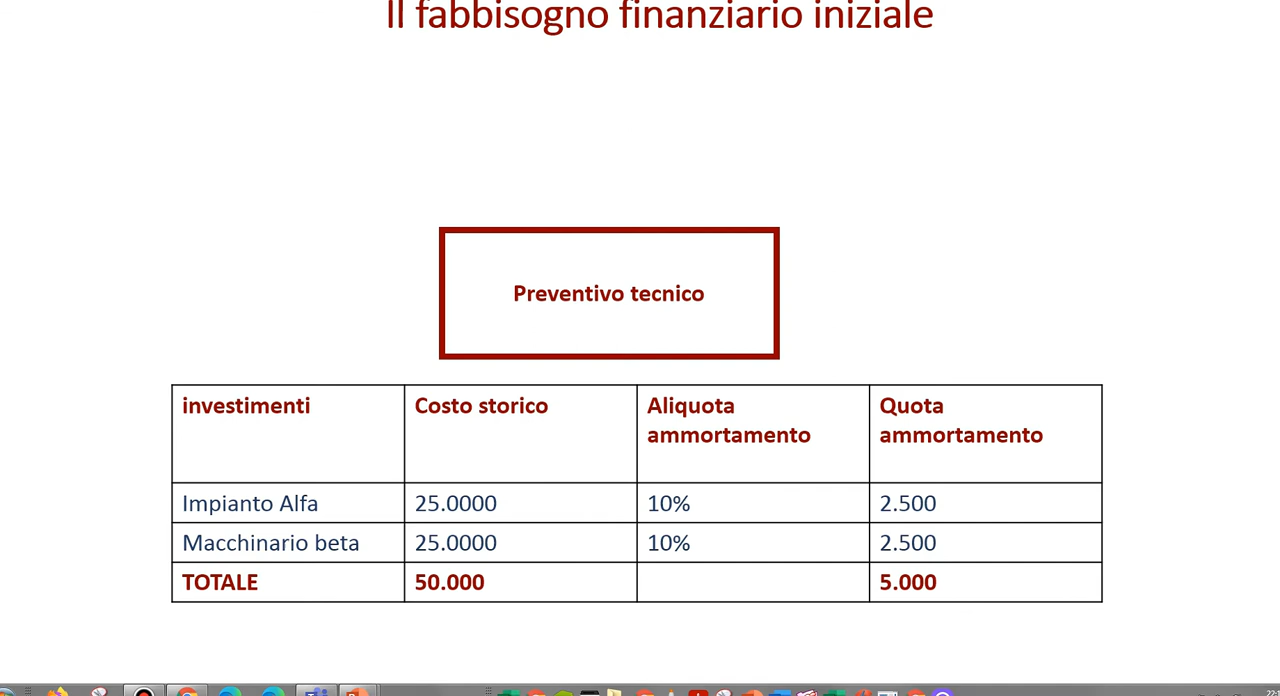 Il fabbisogno finanziario iniziale
Preventivo tecnico
investimenti Costo storico Aliquota ammortamento Quota ammortamento
Impianto Alfa 25.0000 10% 2.500
Macchinario beta 25.0000 10% 2.500
TOTALE 50.000 5.000